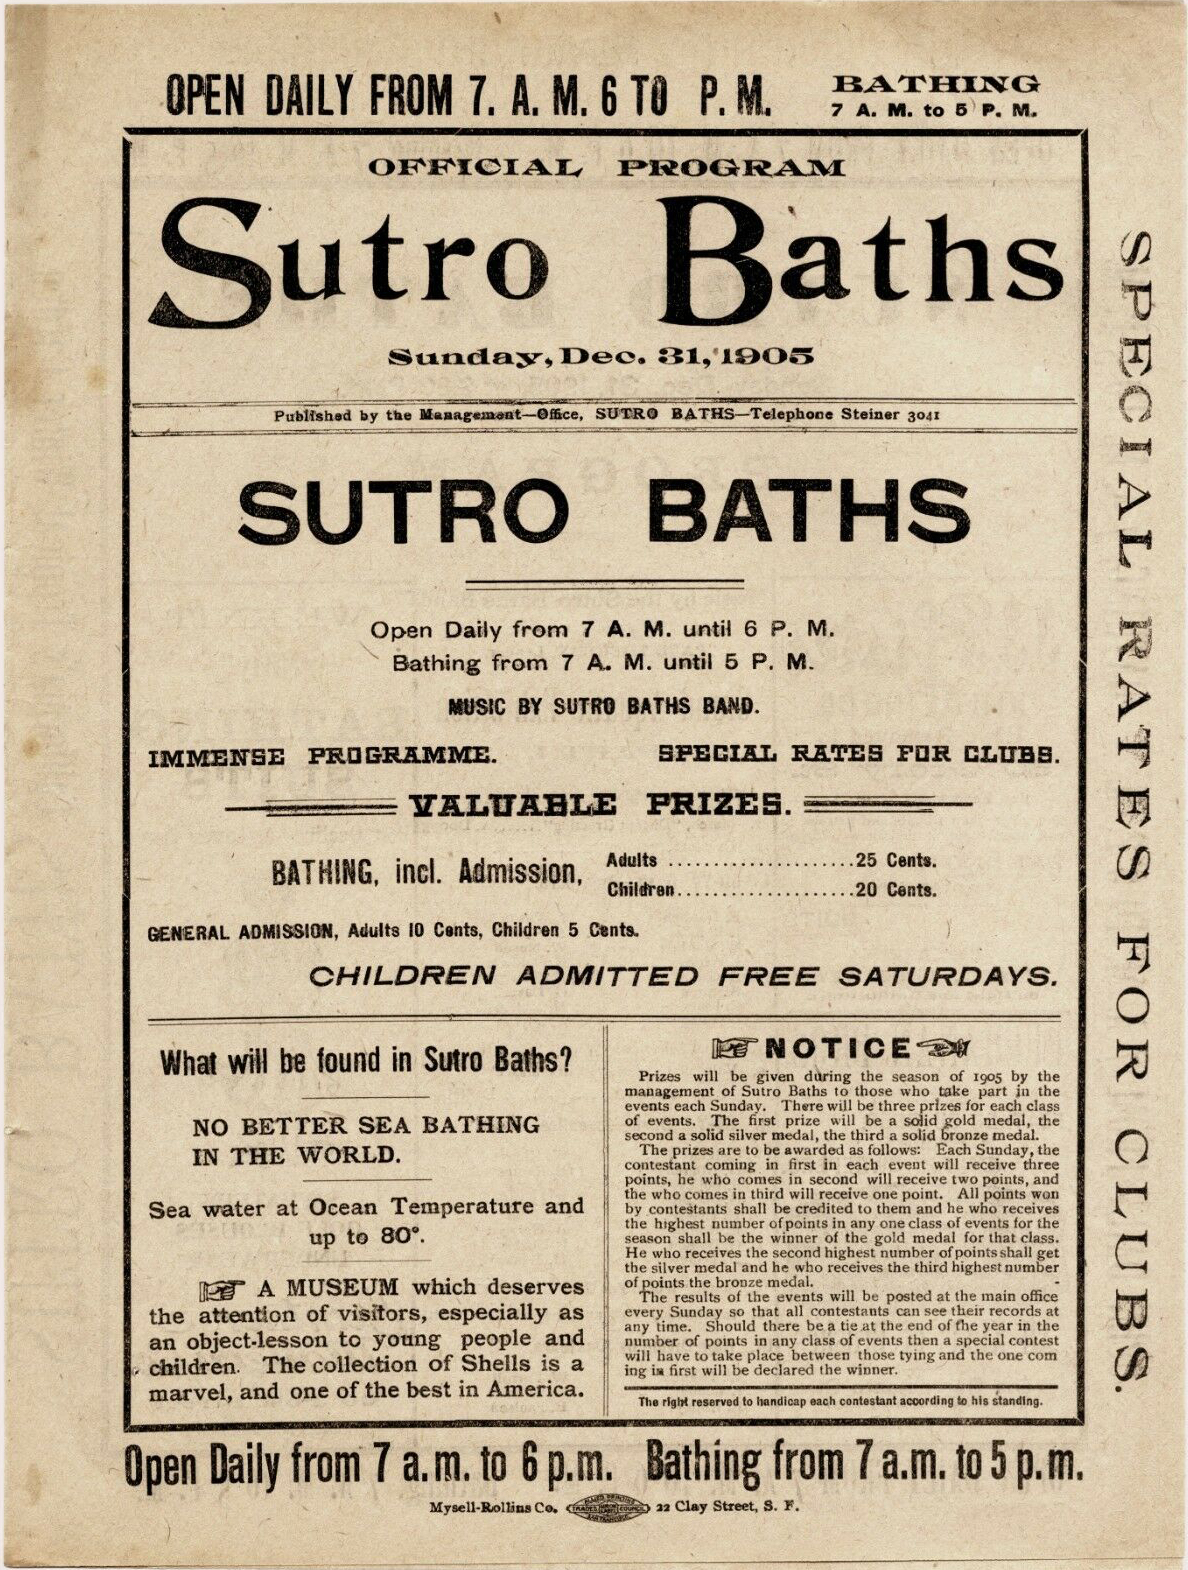 OPEN DAILY FROM 7. A. M. 6 TO P. M.
BATHING
7 A. M. to 5 P. M.
OFFICIAL PROGRAM
Sutro Baths
Sunday, Dec. 31, 1905
Published by the Management—Office, SUTRO BATHS—Telephone Steiner 3041
SUTRO BATHS
Open Daily from 7 A. M. until 6 P. M.
Bathing from 7 A. M. until 5 P. M.
MUSIC BY SUTRO BATHS BAND.
IMMENSE PROGRAMME. SPECIAL RATES FOR CLUBS.
VALUABLE PRIZES.
BATHING, incl. Admission,
Adults .....................25 Cents.
Children....................20 Cents.
GENERAL ADMISSION, Adults 10 Cents, Children 5 Cents.
CHILDREN ADMITTED FREE SATURDAYS.
What will be found in Sutro Baths?
NO BETTER SEA BATHING
IN THE WORLD.
Sea water at Ocean Temperature and
up to 80°.
☞ A MUSEUM which deserves
the attention of visitors, especially as
an object-lesson to young people and
children. The collection of Shells is a
marvel, and one of the best in America.
☞ NOTICE ☜
Prizes will be given during the season of 1905 by the
management of Sutro Baths to those who take part in the
events each Sunday. There will be three prizes for each class
of events. The first prize will be a solid gold medal, the
second a solid silver medal, the third a solid bronze medal.
The prizes are to be awarded as follows: Each Sunday, the
contestant coming in first in each event will receive three
points, he who comes in second will receive two points, and
the who comes in third will receive one point. All points won
by contestants shall be credited to them and he who receives
the highest number of points in any one class of events for the
season shall be the winner of the gold medal for that class.
He who receives the second highest number of points shall get
the silver medal and he who receives the third highest number
of points the bronze medal.
The results of the events will be posted at the main office
every Sunday so that all contestants can see their records at
any time. Should there be a tie at the end of the year in the
number of points in any class of events then a special contest
will have to take place between those tying and the one com
ing in first will be declared the winner.
The right reserved to handicap each contestant according to his standing.
SPECIAL RATES FOR CLUBS.
Open Daily from 7 a.m. to 6 p.m. Bathing from 7 a.m. to 5 p.m.
Mysell-Rollins Co. 22 Clay Street, S. F.